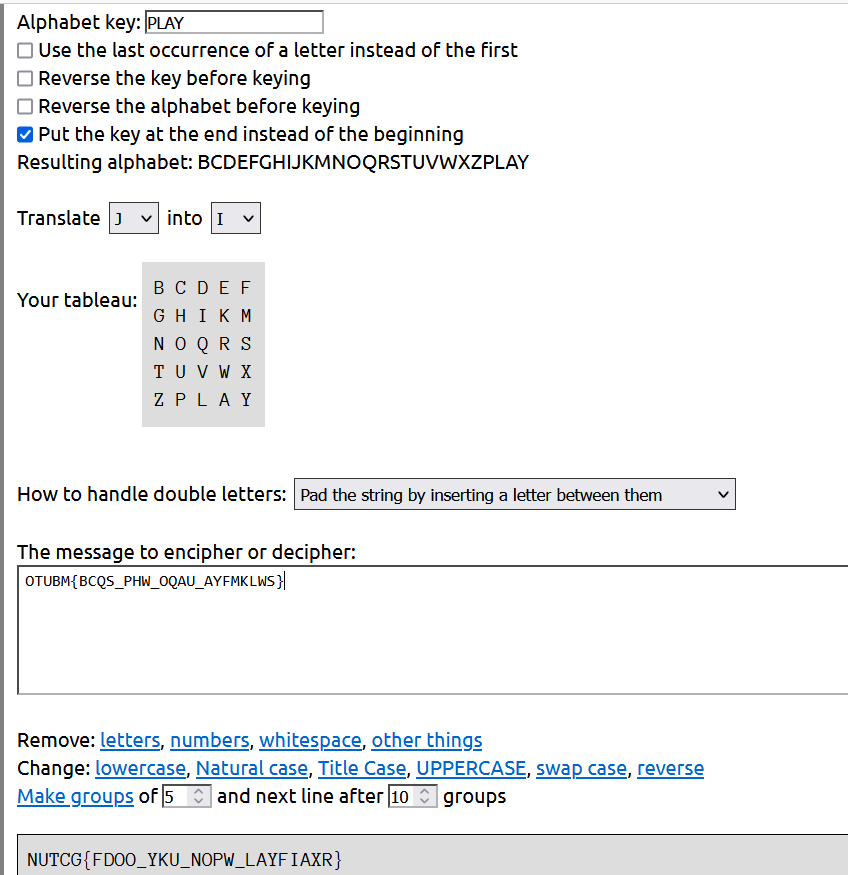 Alphabet key: PLAY
Use the last occurrence of a letter instead of the first
Reverse the key before keying
Reverse the alphabet before keying
Put the key at the end instead of the beginning
Resulting alphabet: BCDEFGHIJKMNOQRSTUVWXZPLAY
Translate J into I
Your tableau:
B C D E F
G H I K M
N O Q R S
T U V W X
Z P L A Y
How to handle double letters: Pad the string by inserting a letter between them
The message to encipher or decipher:
OTUBM{BCQS_PHW_OQAU_AYFMKLWS}
Remove: letters, numbers, whitespace, other things
Change: lowercase, Natural case, Title Case, UPPERCASE, swap case, reverse
Make groups of 5 and next line after 10 groups
NUTCG{FDOO_YKU_NOPW_LAYFIAXR}